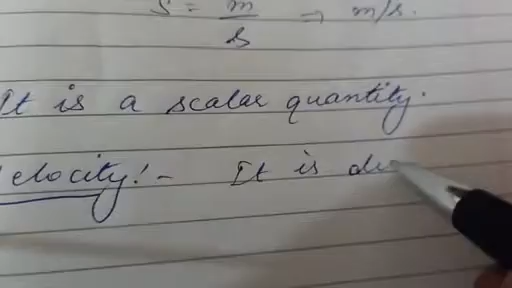 S = m/s → m/s.
It is a scalar quantity.
elocity:- It is